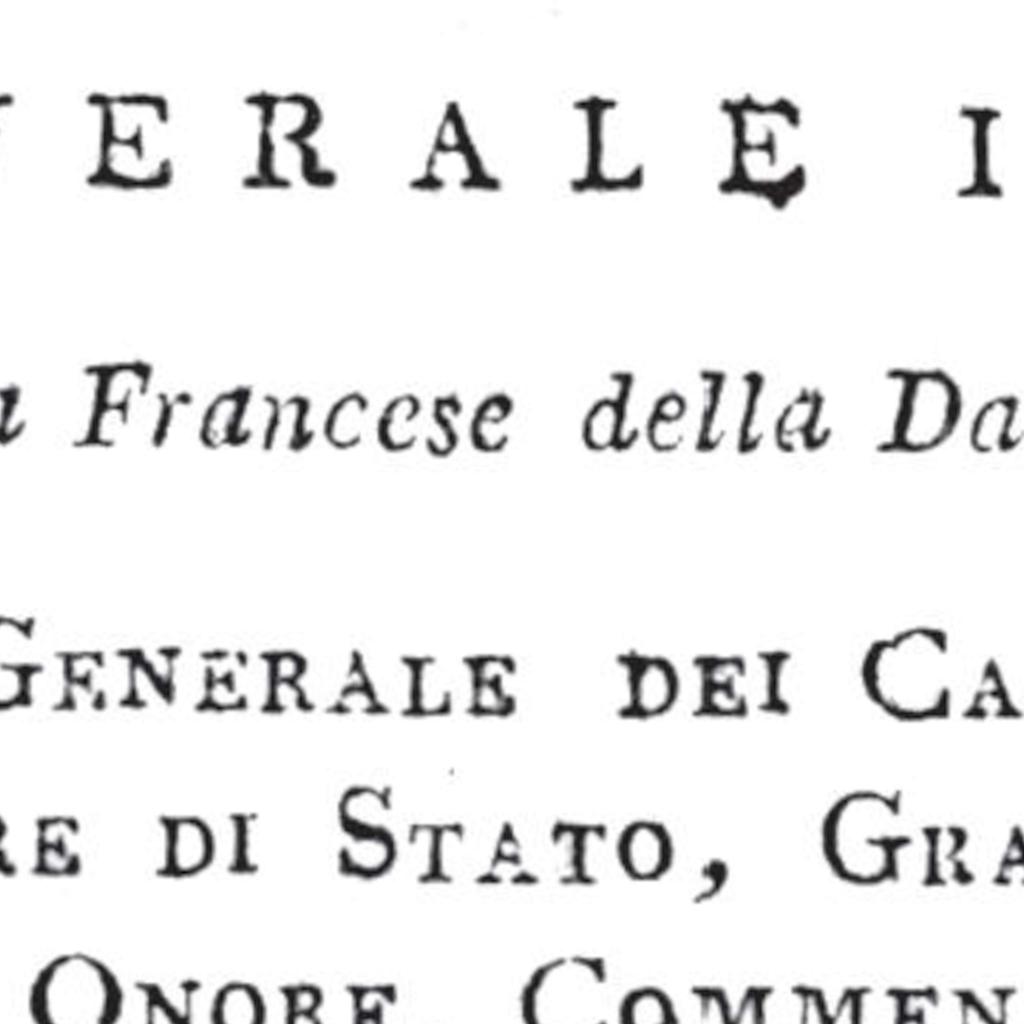 NERALE I
a Francese della Da
GENERALE DEI CA
RE DI STATO, GRA
ONORE, COMMEN